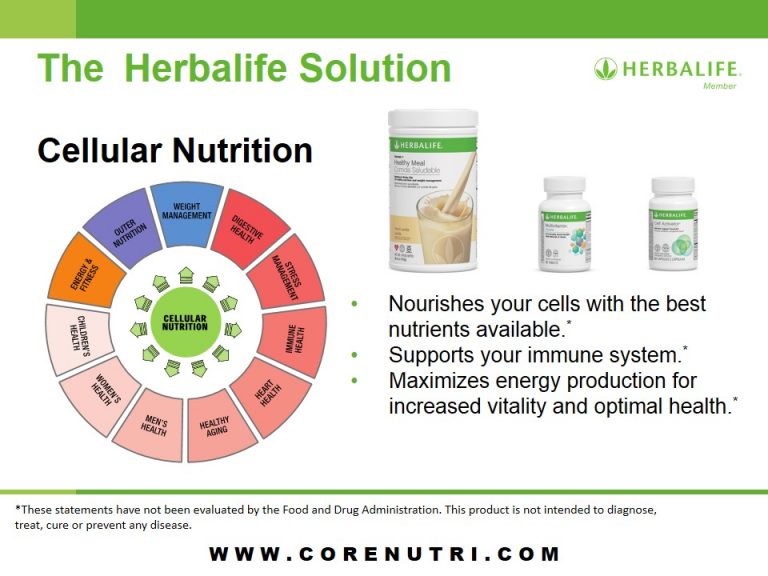 The Herbalife Solution
HERBALIFE
Member
Cellular Nutrition
WEIGHT
MANAGEMENT
DIGESTIVE
HEALTH
STRESS
MANAGEMENT
IMMUNE
HEALTH
HEART
HEALTH
HEALTHY
AGING
MEN'S
HEALTH
WOMEN'S
HEALTH
CHILDREN'S
HEALTH
ENERGY &
FITNESS
OUTER
NUTRITION
CELLULAR
NUTRITION
HERBALIFE
Healthy Meal
Comida Saludable
HERBALIFE
Multivitamin
HERBALIFE
Cell Activator
• Nourishes your cells with the best
nutrients available.*
• Supports your immune system.*
• Maximizes energy production for
increased vitality and optimal health.*
*These statements have not been evaluated by the Food and Drug Administration. This product is not intended to diagnose,
treat, cure or prevent any disease.
WWW.CORENUTRI.COM